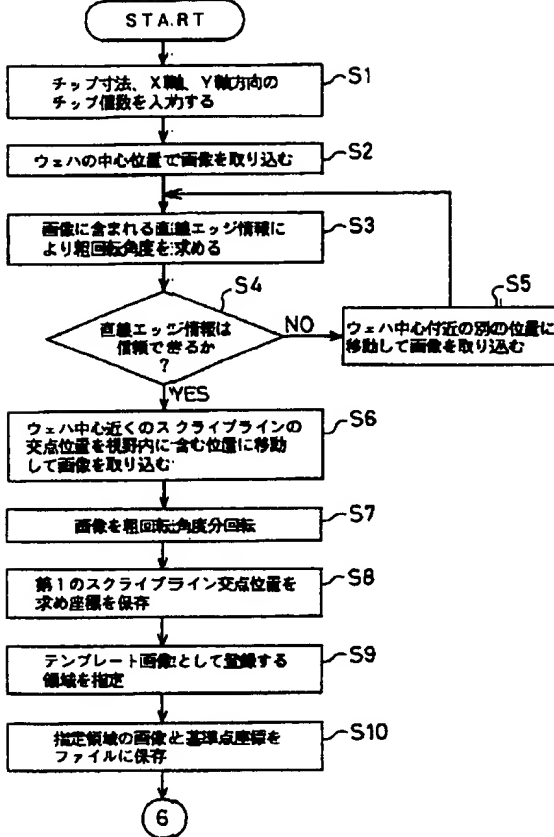 START
チップ寸法、X軸、Y軸方向の
チップ個数を入力する
S1
ウェハの中心位置で画像を取り込む
S2
画像に含まれる直線エッジ情報に
より粗回転角度を求める
S3
S4
直線エッジ情報は
信頼できるか
?
NO
S5
ウェハ中心付近の別の位置に
移動して画像を取り込む
YES
ウェハ中心近くのスクライブラインの
交点位置を視野内に含む位置に移動
して画像を取り込む
S6
画像を粗回転角度分回転
S7
第1のスクライブライン交点位置を
求め座標を保存
S8
テンプレート画像として登録する
領域を指定
S9
指定領域の画像と基準点座標を
ファイルに保存
S10
6